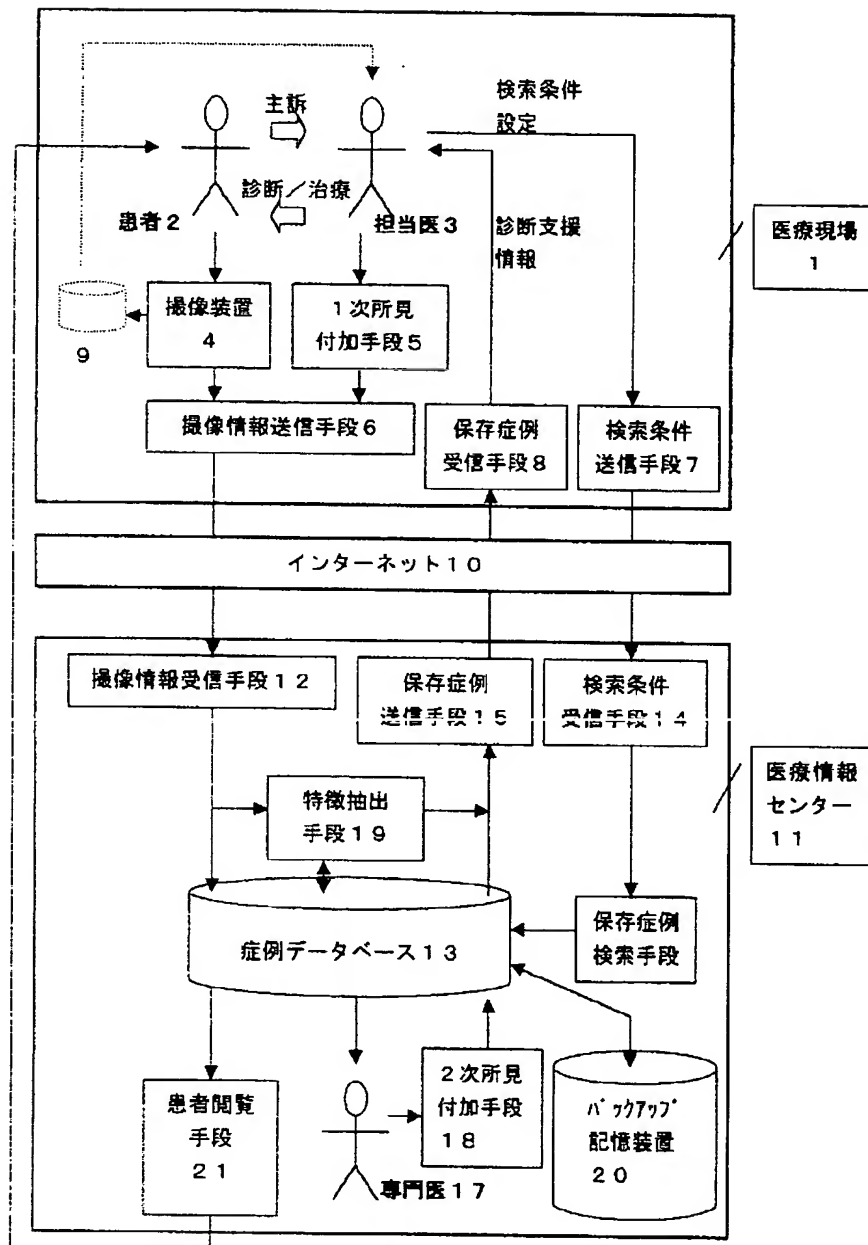 主訴
検索条件
設定
診断／治療
患者２
担当医３
診断支援
情報
医療現場
１
撮像装置
４
１次所見
付加手段５
９
撮像情報送信手段６
保存症例
受信手段８
検索条件
送信手段７
インターネット１０
撮像情報受信手段１２
保存症例
送信手段１５
検索条件
受信手段１４
医療情報
センター
１１
特徴抽出
手段１９
症例データベース１３
保存症例
検索手段
患者閲覧
手段
２１
２次所見
付加手段
１８
専門医１７
ﾊﾞｯｸｱｯﾌﾟ
記憶装置
２０